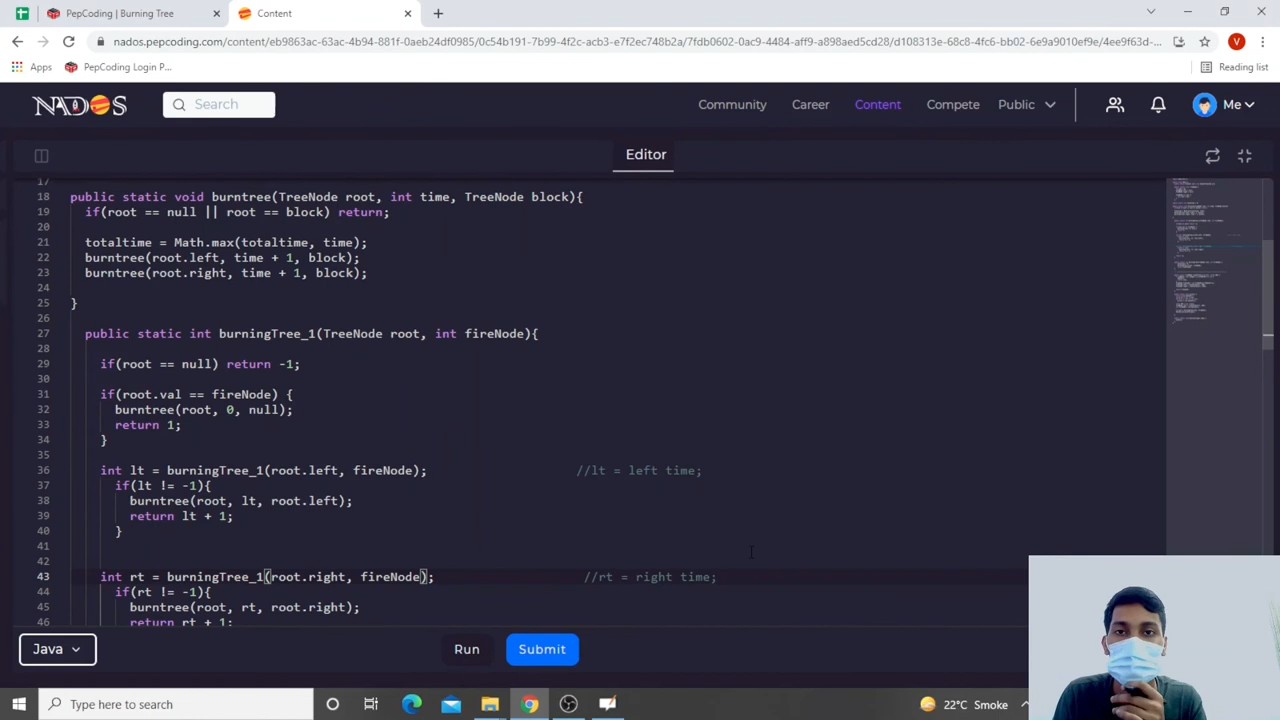 PepCoding | Burning Tree
Content
nados.pepcoding.com/content/eb9863ac-63ac-4b94-881f-0aeb24df0985/0c54b191-7b99-4f2c-acb3-e7f2ec748b2a/7fdb0602-0ac9-4484-aff9-a898aed5cd28/d108313e-68c8-4fc6-bb02-6e9a9010ef9e/4ee9f63d-...
Apps PepCoding Login P... Reading list
NADOS Search Community Career Content Compete Public Me
Editor
17
18 public static void burntree(TreeNode root, int time, TreeNode block){
19 if(root == null || root == block) return;
20
21 totaltime = Math.max(totaltime, time);
22 burntree(root.left, time + 1, block);
23 burntree(root.right, time + 1, block);
24
25 }
26
27 public static int burningTree_1(TreeNode root, int fireNode){
28
29 if(root == null) return -1;
30
31 if(root.val == fireNode) {
32 burntree(root, 0, null);
33 return 1;
34 }
35
36 int lt = burningTree_1(root.left, fireNode); //lt = left time;
37 if(lt != -1){
38 burntree(root, lt, root.left);
39 return lt + 1;
40 }
41
42
43 int rt = burningTree_1(root.right, fireNode); //rt = right time;
44 if(rt != -1){
45 burntree(root, rt, root.right);
46 return rt + 1;
Java Run Submit
Type here to search 22°C Smoke